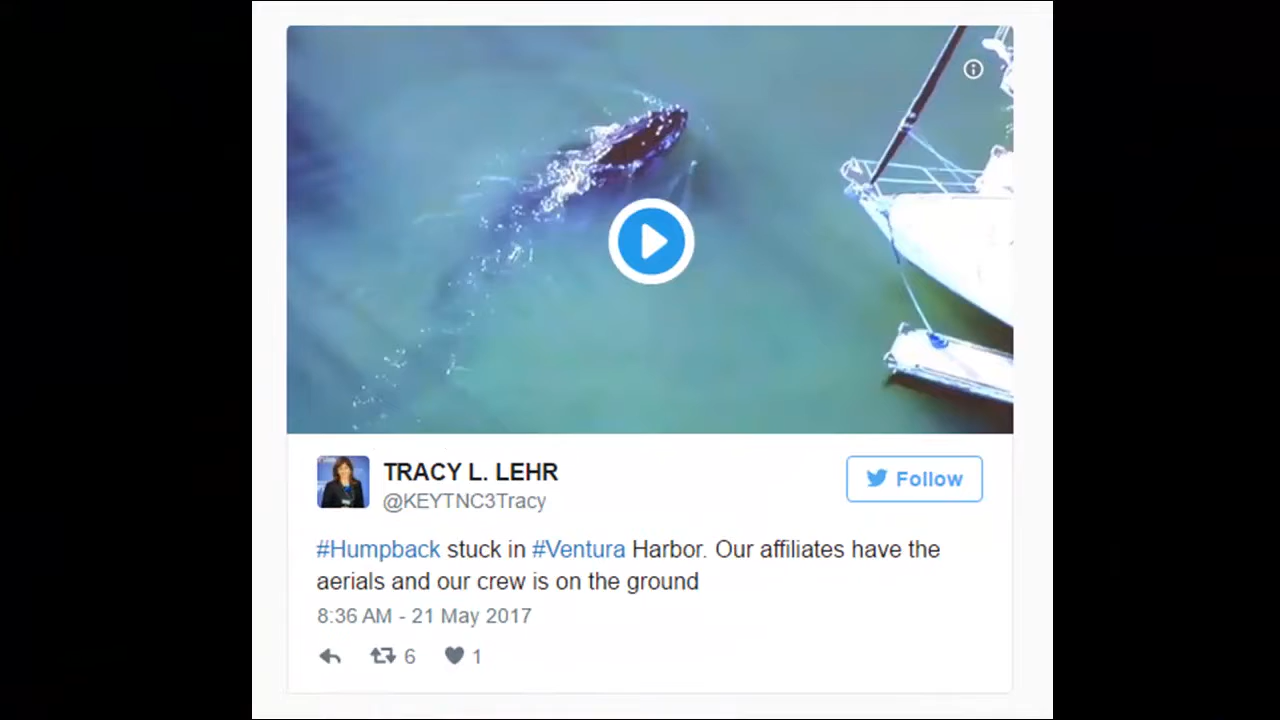 TRACY L. LEHR
@KEYTNC3Tracy
Follow
#Humpback stuck in #Ventura Harbor. Our affiliates have the
aerials and our crew is on the ground
8:36 AM - 21 May 2017
6 1